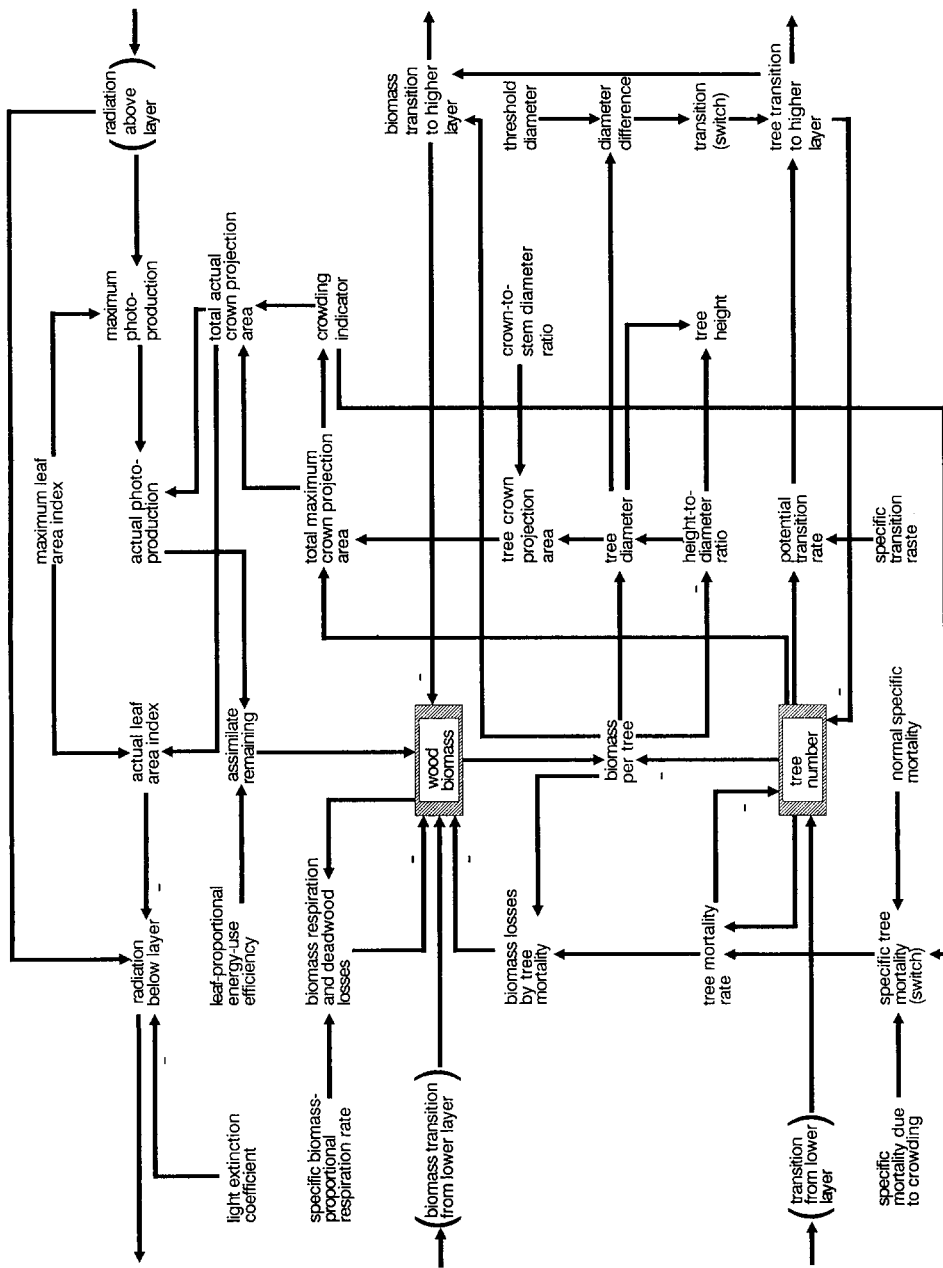 radiation
above
layer
maximum
photo-
production
maximum leaf
area index
actual photo-
production
actual leaf
area index
radiation
below layer
light extinction
coefficient
total actual
crown projection
area
crowding
indicator
total maximum
crown projection
area
assimilate
remaining
leaf-proportional
energy-use
efficiency
biomass respiration
and deadwood
losses
specific biomass-
proportional
respiration rate
biomass
transition
to higher
layer
wood
biomass
biomass transition
from lower layer
threshold
diameter
crown-to-
stem diameter
ratio
tree crown
projection
area
biomass losses
by tree
mortality
diameter
difference
tree
diameter
biomass
per tree
transition
(switch)
tree
height
height-to-
diameter
ratio
tree mortality
rate
tree transition
to higher
layer
potential
transition
rate
tree
number
transition
from lower
layer
specific
transition
raste
normal specific
mortality
specific tree
mortality
(switch)
specific
mortality due
to crowding